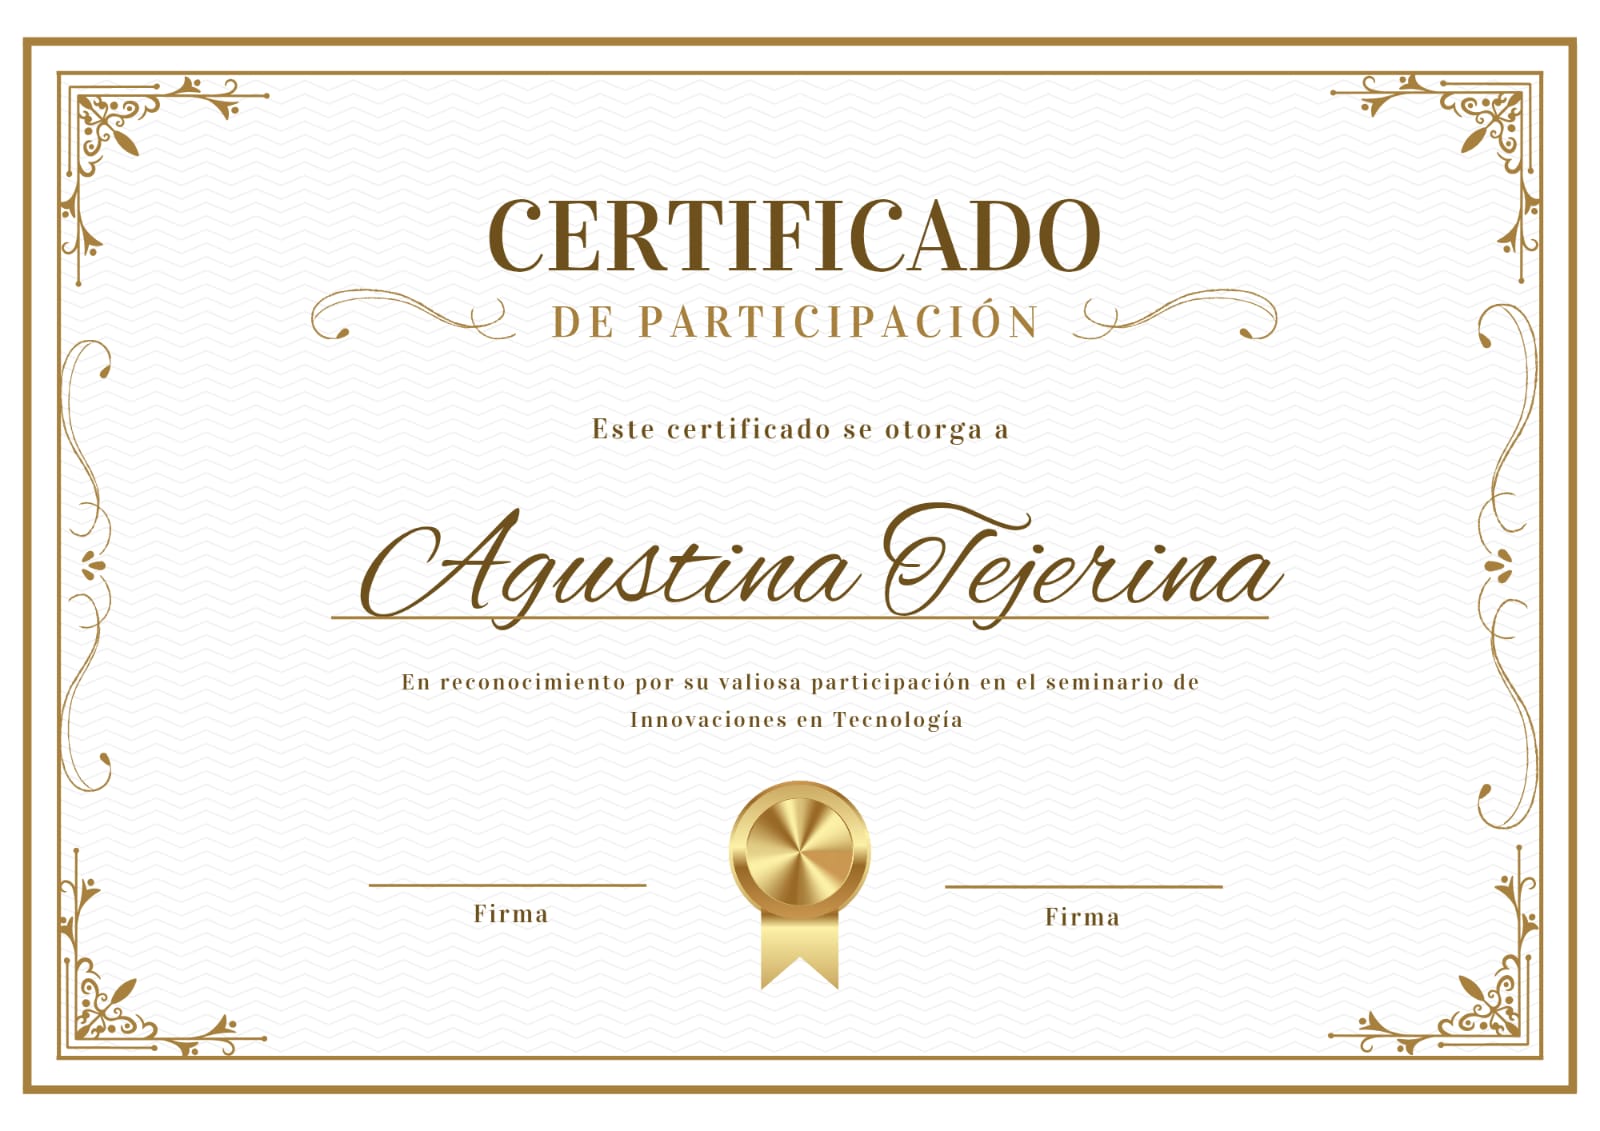 CERTIFICADO
DE PARTICIPACIÓN
Este certificado se otorga a
Agustina Tejerina
En reconocimiento por su valiosa participación en el seminario de
Innovaciones en Tecnología
Firma
Firma